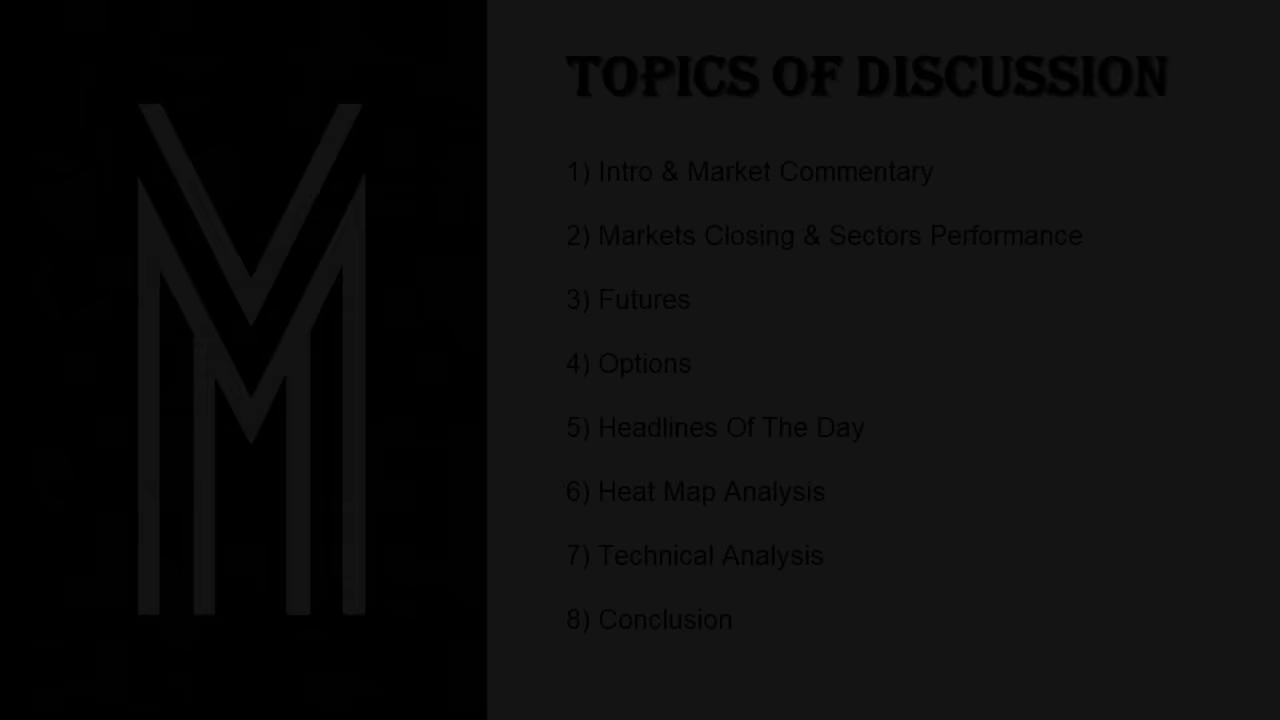 TOPICS OF DISCUSSION
1) Intro & Market Commentary
2) Markets Closing & Sectors Performance
3) Futures
4) Options
5) Headlines Of The Day
6) Heat Map Analysis
7) Technical Analysis
8) Conclusion